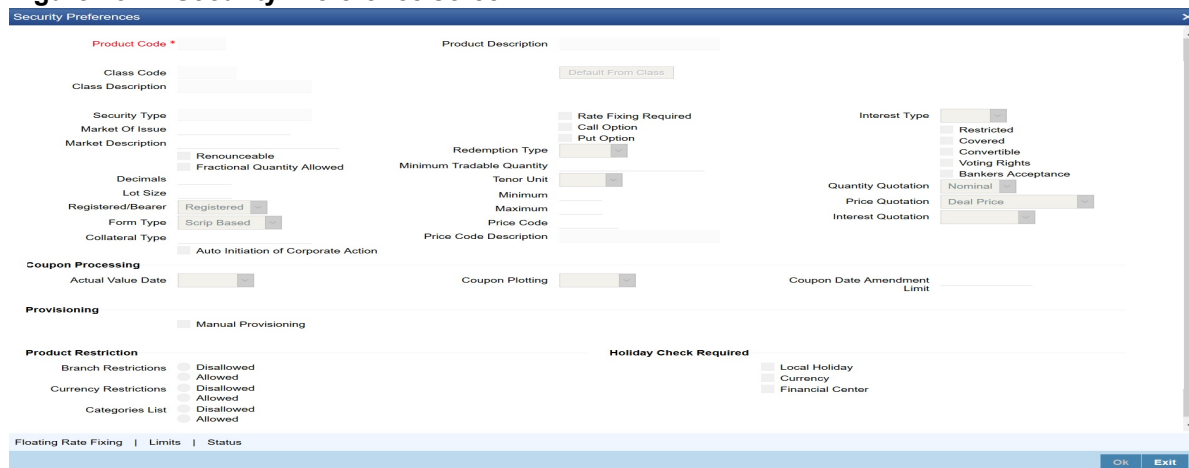 Security Preferences
Product Code *
Product Description
Class Code
Default From Class
Class Description
Security Type
Rate Fixing Required
Interest Type
Market Of Issue
Call Option
Restricted
Market Description
Put Option
Covered
Renounceable
Redemption Type
Convertible
Fractional Quantity Allowed
Minimum Tradable Quantity
Voting Rights
Bankers Acceptance
Decimals
Tenor Unit
Quantity Quotation Nominal
Lot Size
Minimum
Price Quotation Deal Price
Registered/Bearer Registered
Maximum
Interest Quotation
Form Type Scrip Based
Price Code
Collateral Type
Price Code Description
Auto Initiation of Corporate Action
Coupon Processing
Actual Value Date
Coupon Plotting
Coupon Date Amendment
Limit
Provisioning
Manual Provisioning
Product Restriction
Holiday Check Required
Branch Restrictions
Disallowed
Local Holiday
Allowed
Currency
Currency Restrictions
Disallowed
Financial Center
Allowed
Categories List
Disallowed
Allowed
Floating Rate Fixing | Limits | Status
Ok Exit